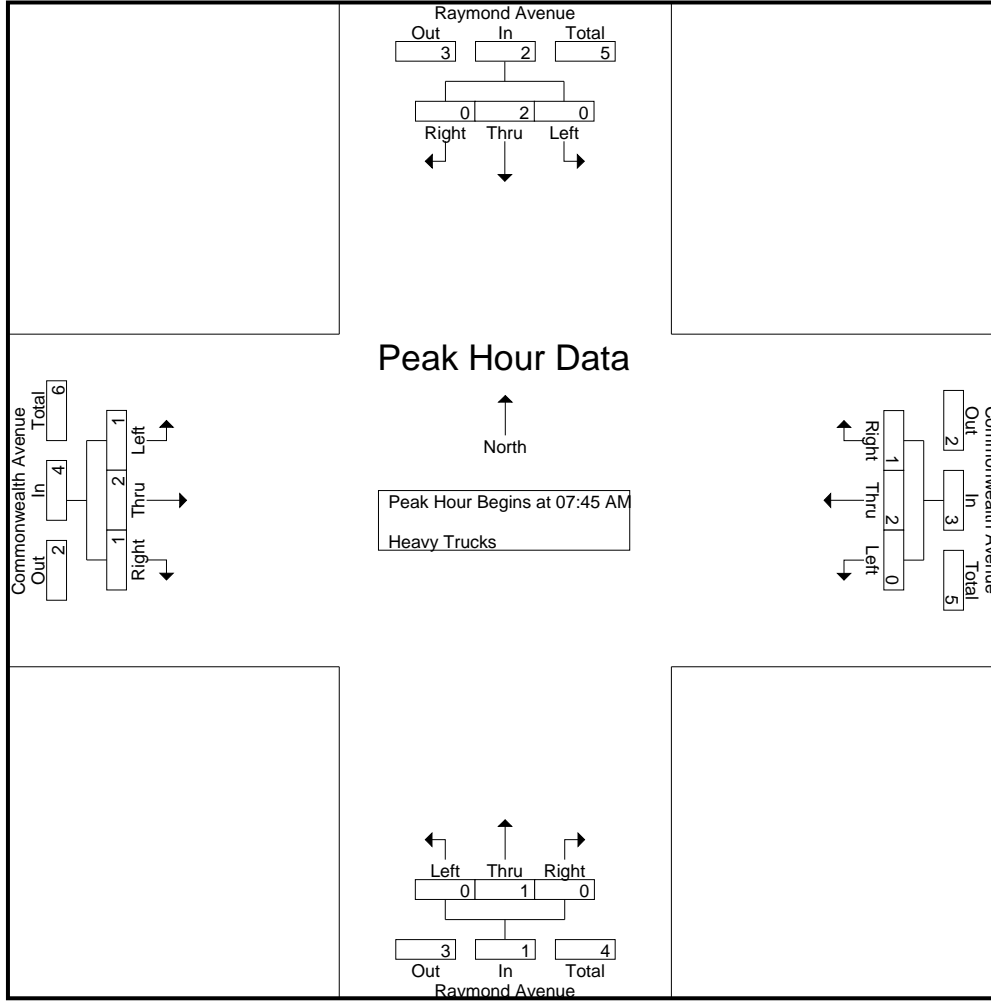 Raymond Avenue
Out In Total
3 2 5
0 2 0
Right Thru Left
Peak Hour Data
North
Peak Hour Begins at 07:45 AM
Heavy Trucks
Commonwealth Avenue
Total In Out
6 4 2
1 2 1
Left Thru Right
Commonwealth Avenue
Out In Total
2 3 5
1 2 0
Right Thru Left
Left Thru Right
0 1 0
3 1 4
Out In Total
Raymond Avenue